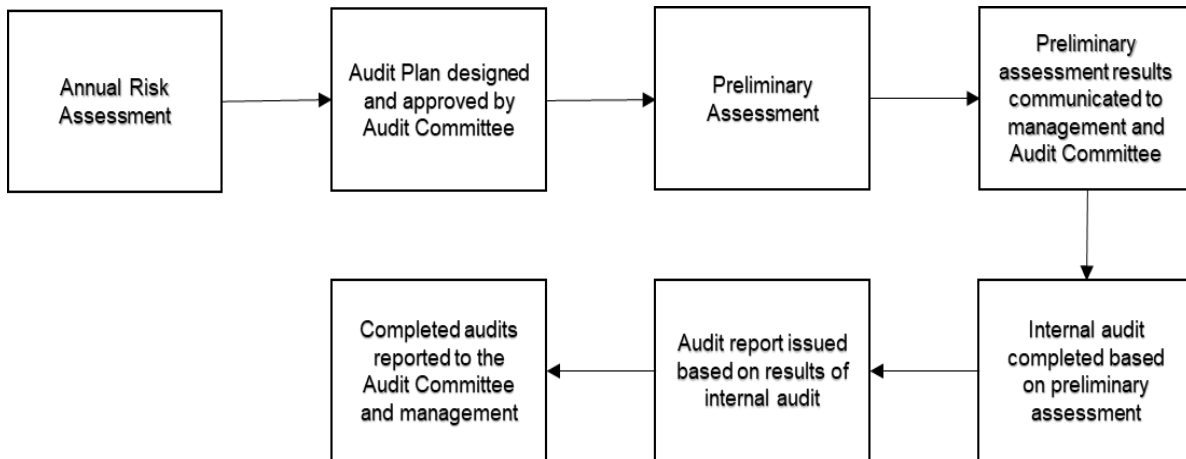 Annual Risk
Assessment
Audit Plan designed
and approved by
Audit Committee
Preliminary
Assessment
Preliminary
assessment results
communicated to
management and
Audit Committee
Internal audit
completed based
on preliminary
assessment
Audit report issued
based on results of
internal audit
Completed audits
reported to the
Audit Committee
and management